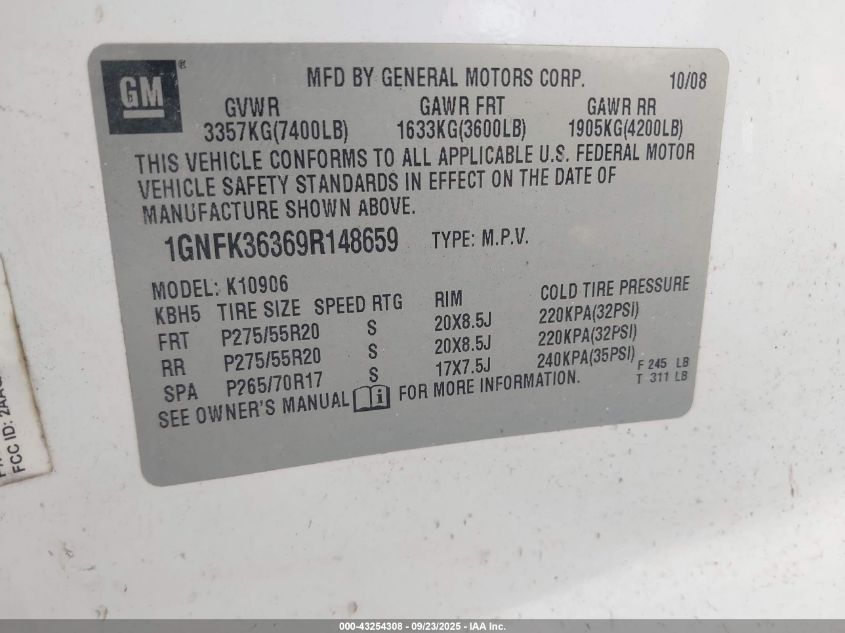 GM ®
MFD BY GENERAL MOTORS CORP. 10/08
GVWR GAWR FRT GAWR RR
3357KG(7400LB) 1633KG(3600LB) 1905KG(4200LB)
THIS VEHICLE CONFORMS TO ALL APPLICABLE U.S. FEDERAL MOTOR
VEHICLE SAFETY STANDARDS IN EFFECT ON THE DATE OF
MANUFACTURE SHOWN ABOVE.
1GNFK36369R148659 TYPE: M.P.V.
MODEL: K10906
KBH5 TIRE SIZE SPEED RTG RIM COLD TIRE PRESSURE
FRT P275/55R20 S 20X8.5J 220KPA(32PSI)
RR P275/55R20 S 20X8.5J 220KPA(32PSI)
SPA P265/70R17 S 17X7.5J 240KPA(35PSI)
F 245 LB
T 311 LB
SEE OWNER'S MANUAL i FOR MORE INFORMATION.
FCC ID:
000-43254308 - 09/23/2025 - IAA Inc.